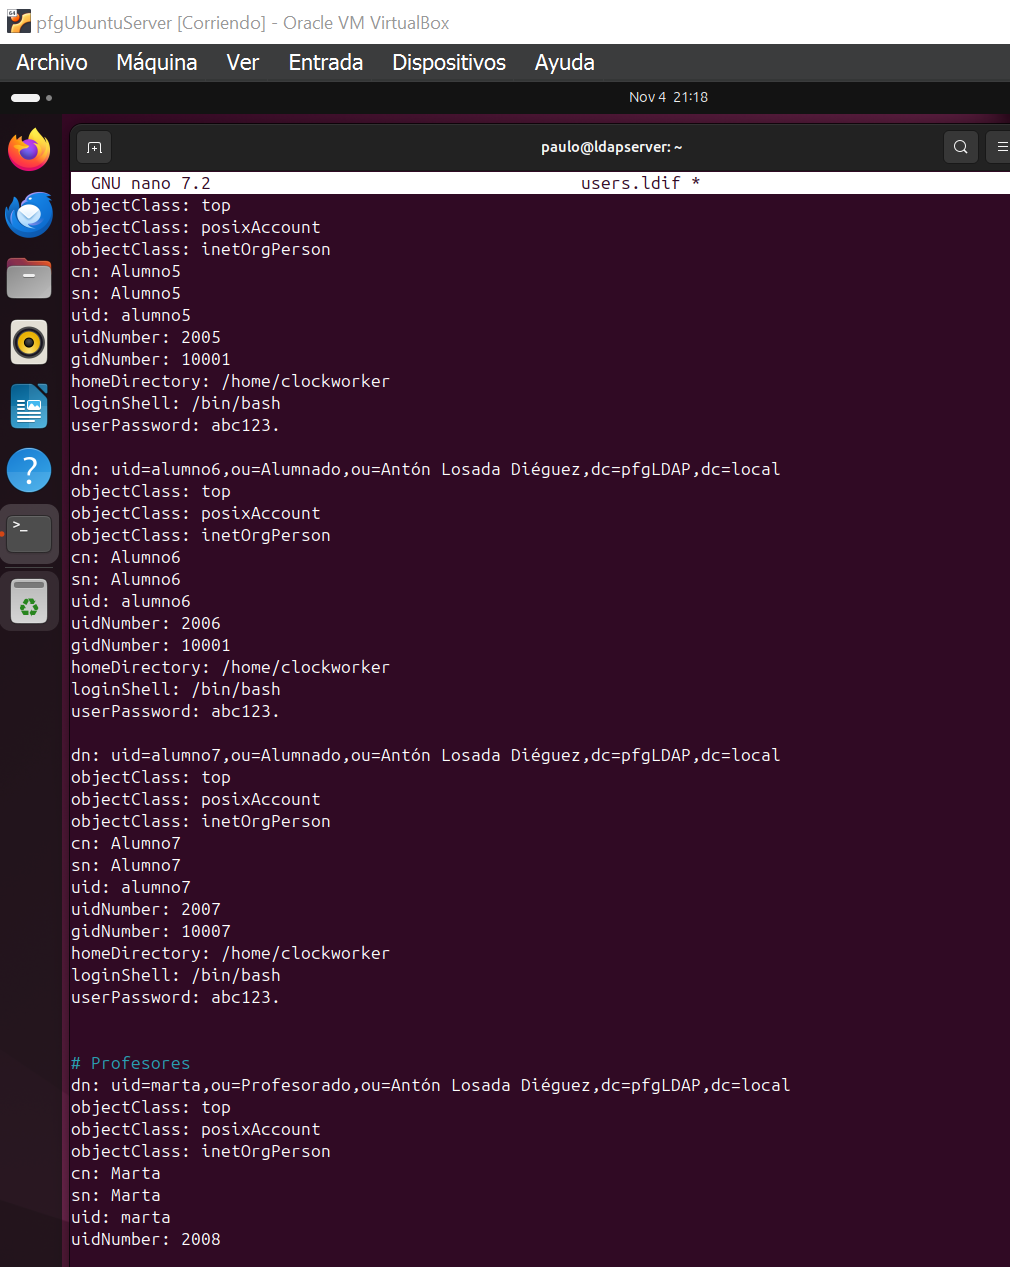 pfgUbuntuServer [Corriendo] - Oracle VM VirtualBox
Archivo Máquina Ver Entrada Dispositivos Ayuda
Nov 4 21:18
paulo@ldapserver: ~
GNU nano 7.2 users.ldif *
objectClass: top
objectClass: posixAccount
objectClass: inetOrgPerson
cn: Alumno5
sn: Alumno5
uid: alumno5
uidNumber: 2005
gidNumber: 10001
homeDirectory: /home/clockworker
loginShell: /bin/bash
userPassword: abc123.

dn: uid=alumno6,ou=Alumnado,ou=Antón Losada Diéguez,dc=pfgLDAP,dc=local
objectClass: top
objectClass: posixAccount
objectClass: inetOrgPerson
cn: Alumno6
sn: Alumno6
uid: alumno6
uidNumber: 2006
gidNumber: 10001
homeDirectory: /home/clockworker
loginShell: /bin/bash
userPassword: abc123.

dn: uid=alumno7,ou=Alumnado,ou=Antón Losada Diéguez,dc=pfgLDAP,dc=local
objectClass: top
objectClass: posixAccount
objectClass: inetOrgPerson
cn: Alumno7
sn: Alumno7
uid: alumno7
uidNumber: 2007
gidNumber: 10007
homeDirectory: /home/clockworker
loginShell: /bin/bash
userPassword: abc123.

# Profesores
dn: uid=marta,ou=Profesorado,ou=Antón Losada Diéguez,dc=pfgLDAP,dc=local
objectClass: top
objectClass: posixAccount
objectClass: inetOrgPerson
cn: Marta
sn: Marta
uid: marta
uidNumber: 2008